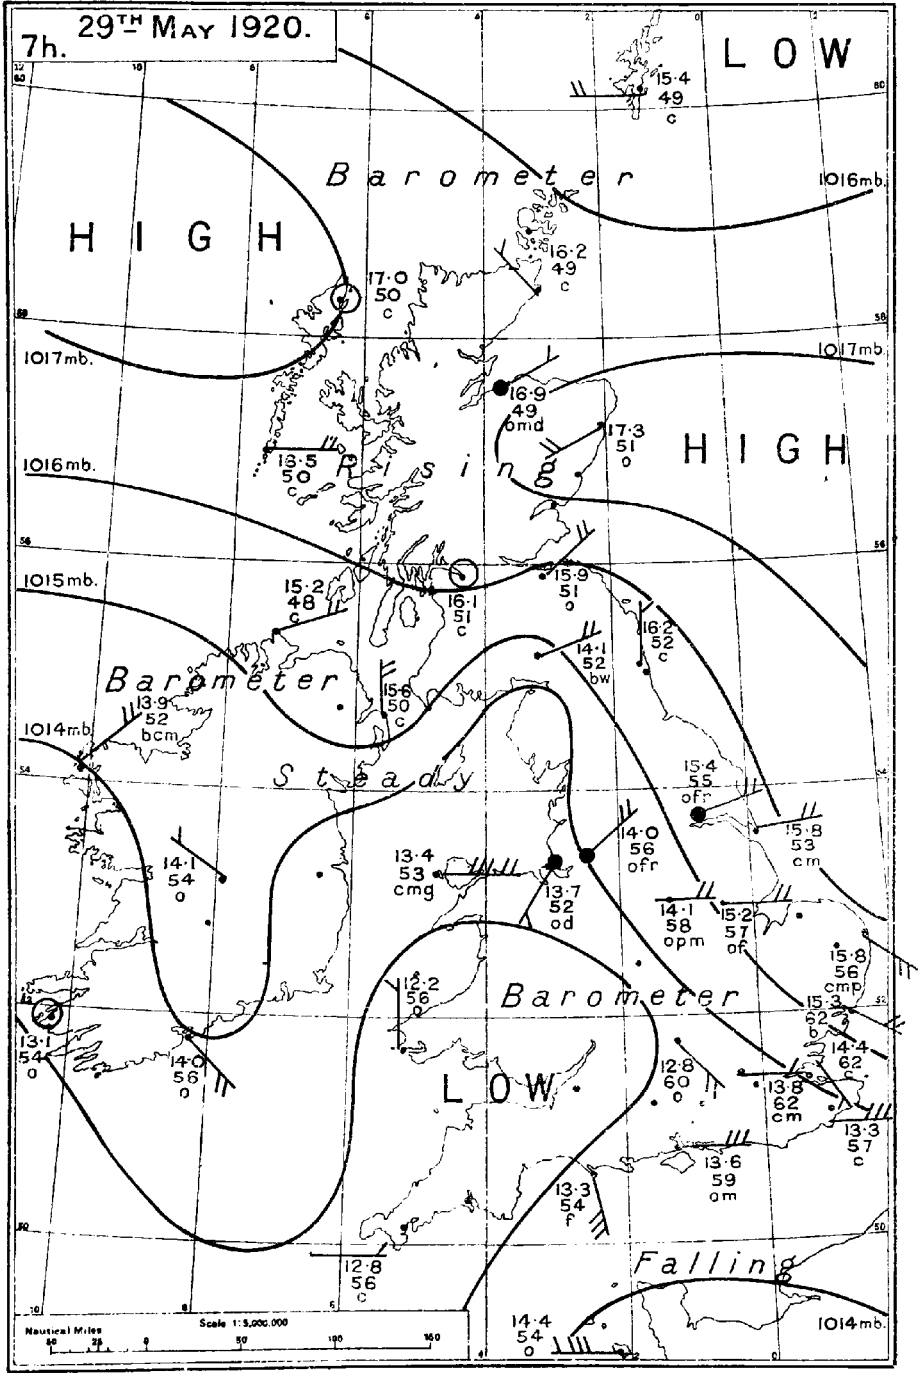 29TH MAY 1920.
7h.
LOW
15.4
49
c
Barometer
1016mb.
HIGH
16.2
49
c
17.0
50
c
1017mb.
1017mb.
16.9
49
omd
17.3
51
o
HIGH
16.5
50
c
Rising
1016mb.
1015mb.
15.9
51
o
15.2
48
c
16.1
51
c
16.2
52
c
14.1
52
bw
Barometer
15.6
50
c
13.9
52
bcm
1014mb
Steady
15.4
55
ofr
15.8
53
cm
14.0
56
ofr
14.1
54
o
13.4
53
cmg
13.7
52
od
14.1
58
opm
15.2
57
of
15.8
56
cmp
12.2
56
o
Barometer
15.3
62
b
13.1
54
o
14.0
56
o
LOW
12.8
60
o
14.4
62
c
13.8
62
cm
13.3
57
c
13.6
59
om
13.3
54
f
12.8
56
c
Falling
14.4
54
o
1014mb.
Nautical Miles
Scale 1:5,000,000
50
25
0
50
100
150